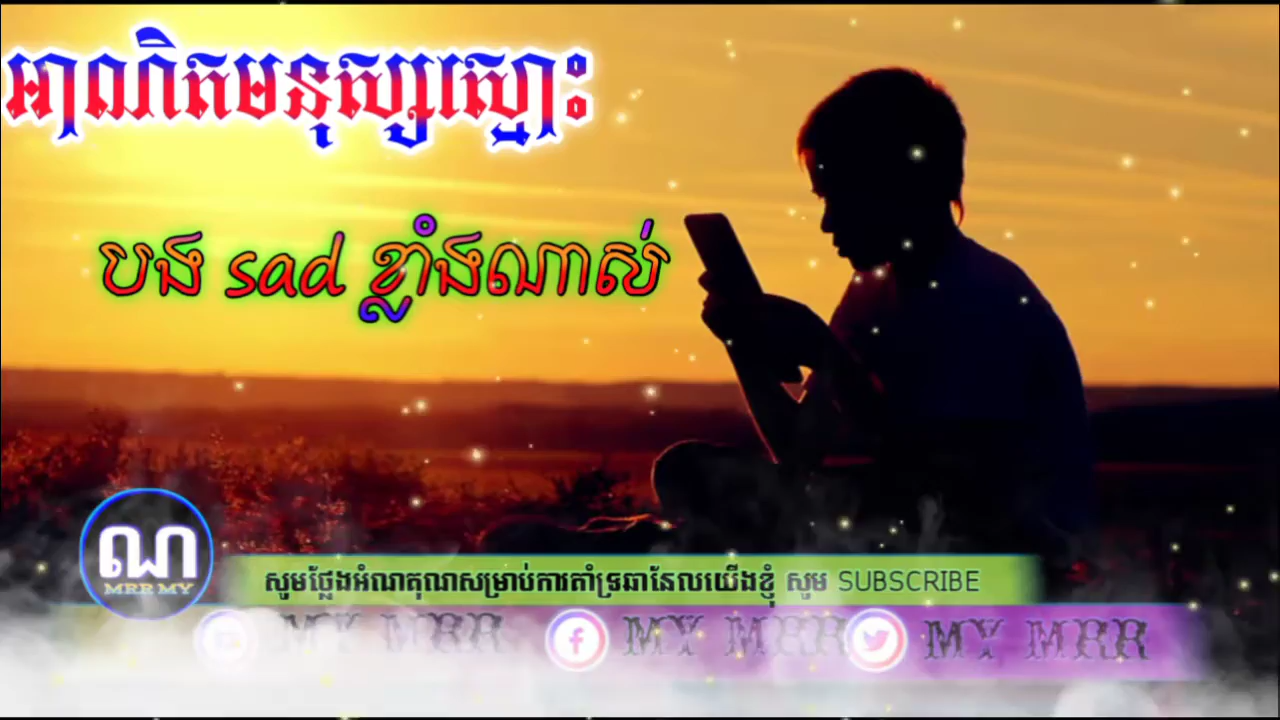 អាណិតមនុស្សស្មោះ
បង sad ខ្លាំងណាស់
ណ
MRR MY
សូមថ្លែងអំណរគុណសម្រាប់ការគាំទ្រឆានែលយើងខ្ញុំ សូម SUBSCRIBE
MY MRR MY MRR MY MRR